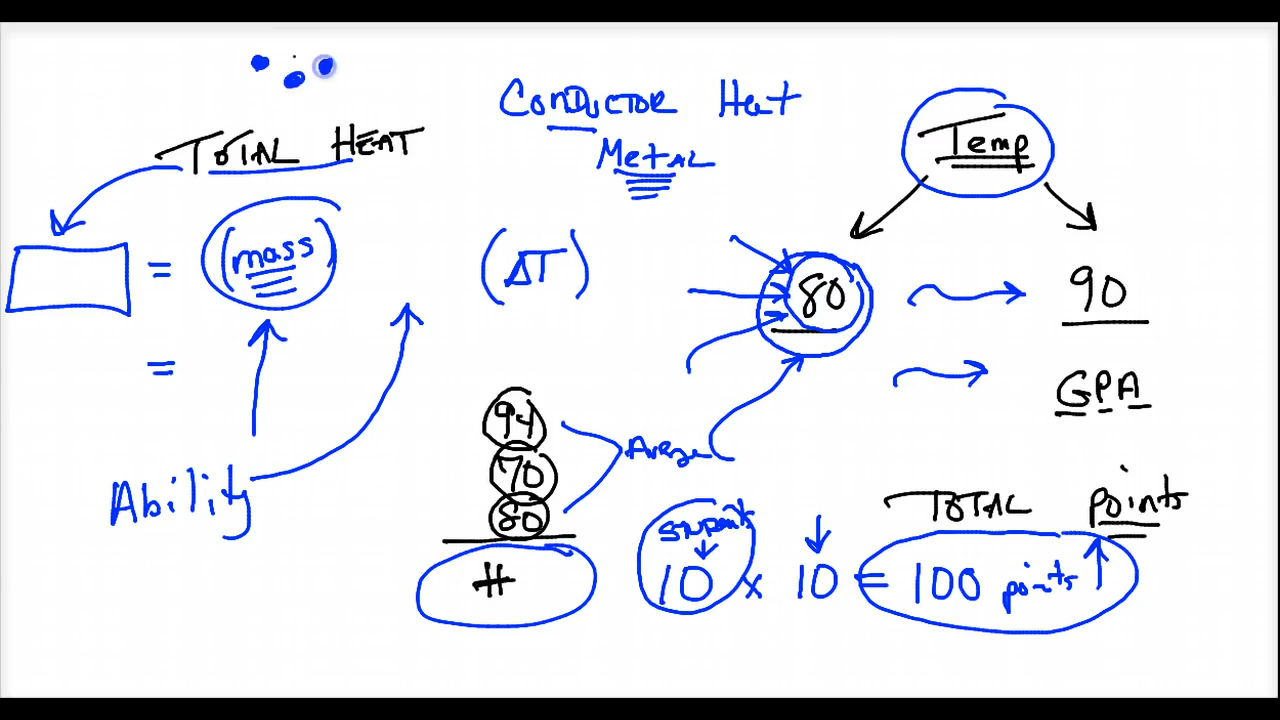 Conductor Heat
Total Heat
Metal
Temp
= (mass)
(ΔT)
80
90
=
GPA
94
70
80
#
Ability
Total points
Students
10 x 10 = 100 points